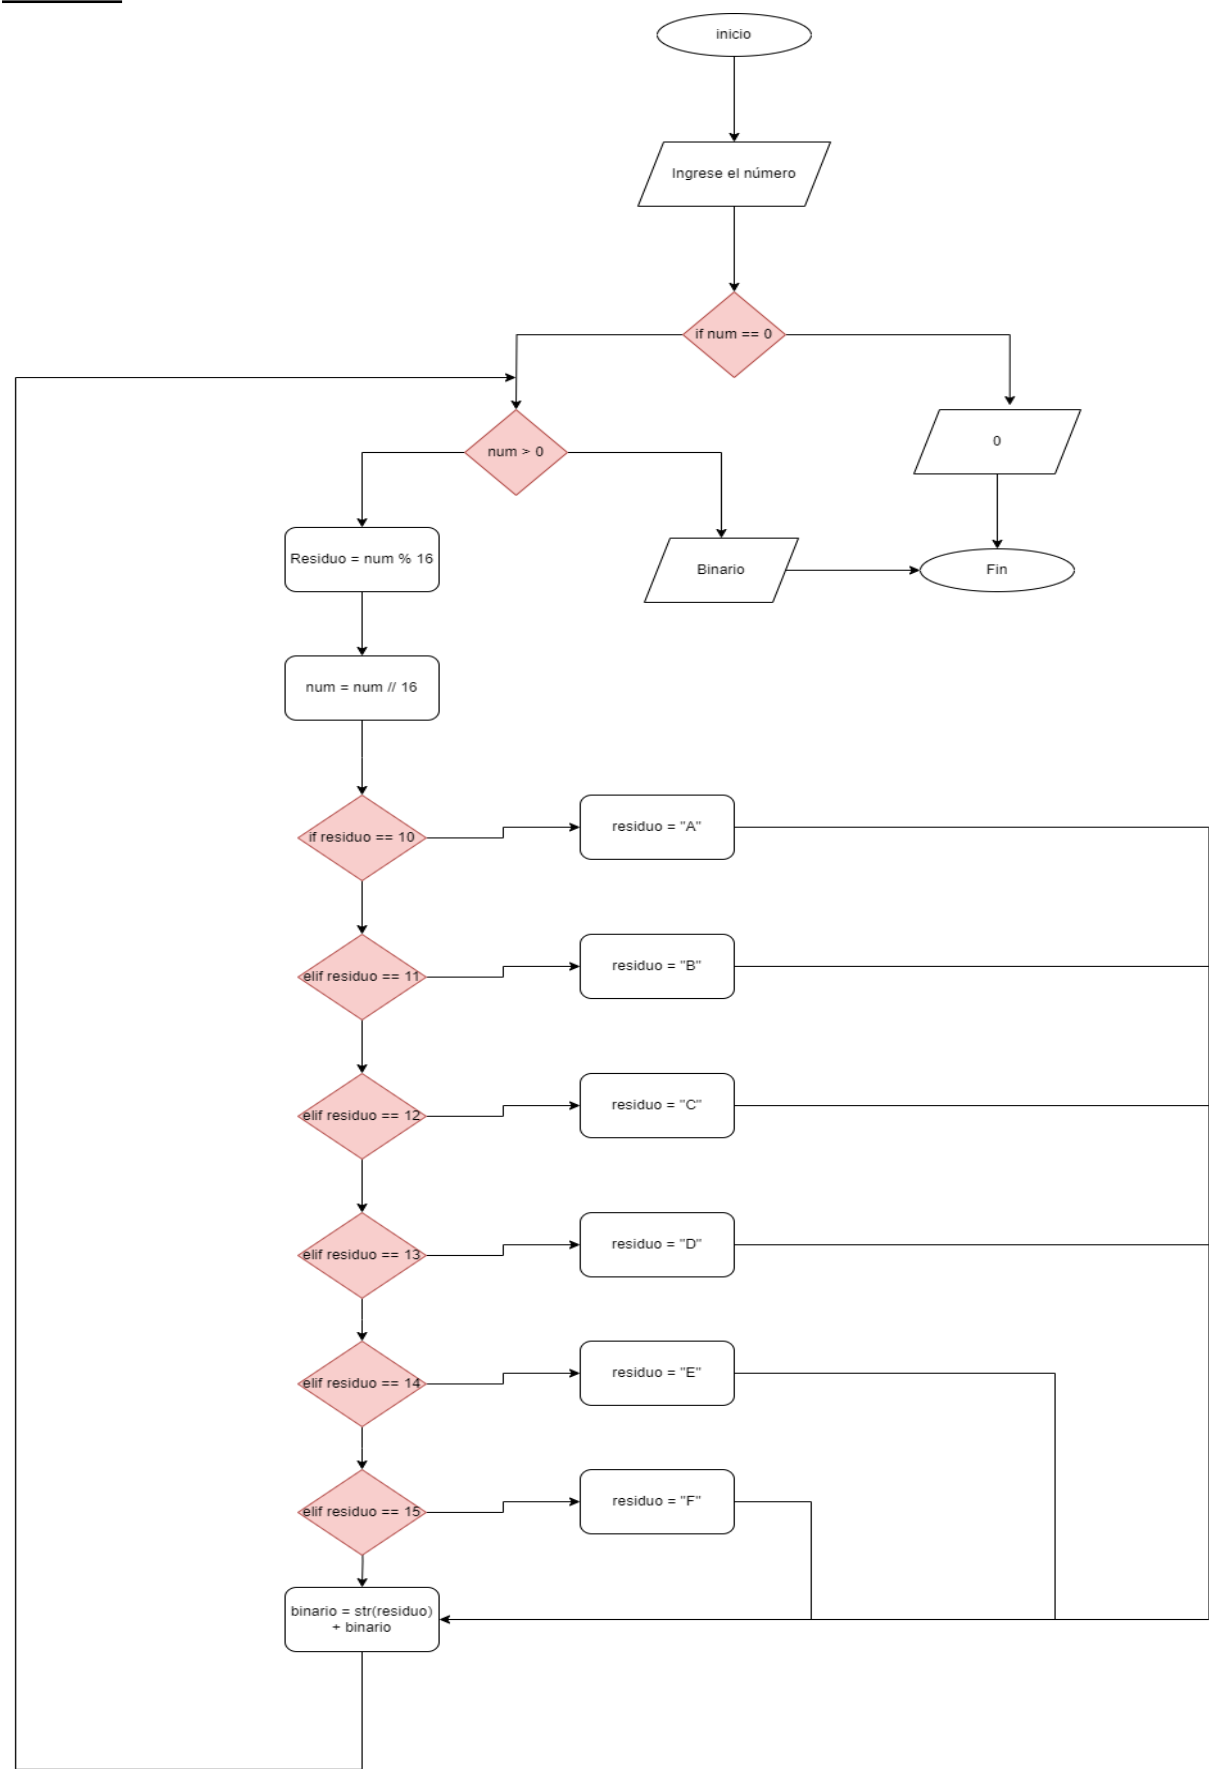 inicio
Ingrese el número
if num == 0
num > 0
0
Residuo = num % 16
Binario
Fin
num = num // 16
if residuo == 10
residuo = "A"
elif residuo == 11
residuo = "B"
elif residuo == 12
residuo = "C"
elif residuo == 13
residuo = "D"
elif residuo == 14
residuo = "E"
elif residuo == 15
residuo = "F"
binario = str(residuo)
+ binario